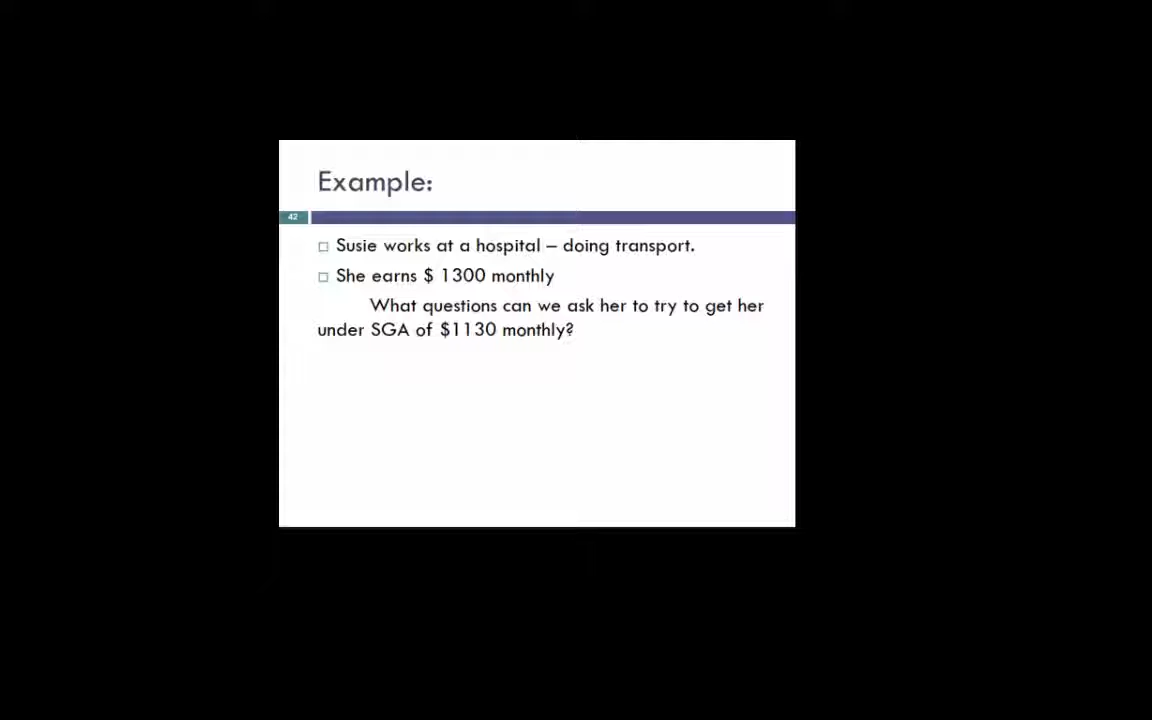 Example:
42
Susie works at a hospital – doing transport.
She earns $ 1300 monthly
What questions can we ask her to try to get her
under SGA of $1130 monthly?